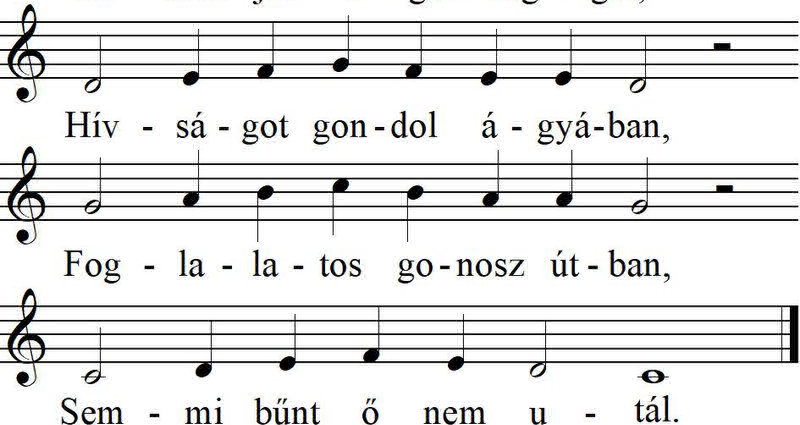 Hív - sá - got gon - dol á - gyá - ban,
Fog - la - la - tos go - nosz út - ban,
Sem - mi bűnt ő nem u - tál.